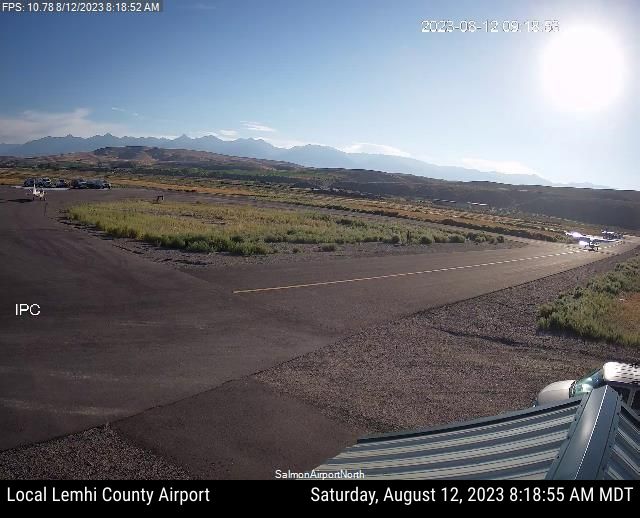 FPS: 10.78 8/12/2023 8:18:52 AM
2023-08-12 09:18:53
IPC
SalmonAirportNorth
Local Lemhi County Airport
Saturday, August 12, 2023 8:18:55 AM MDT